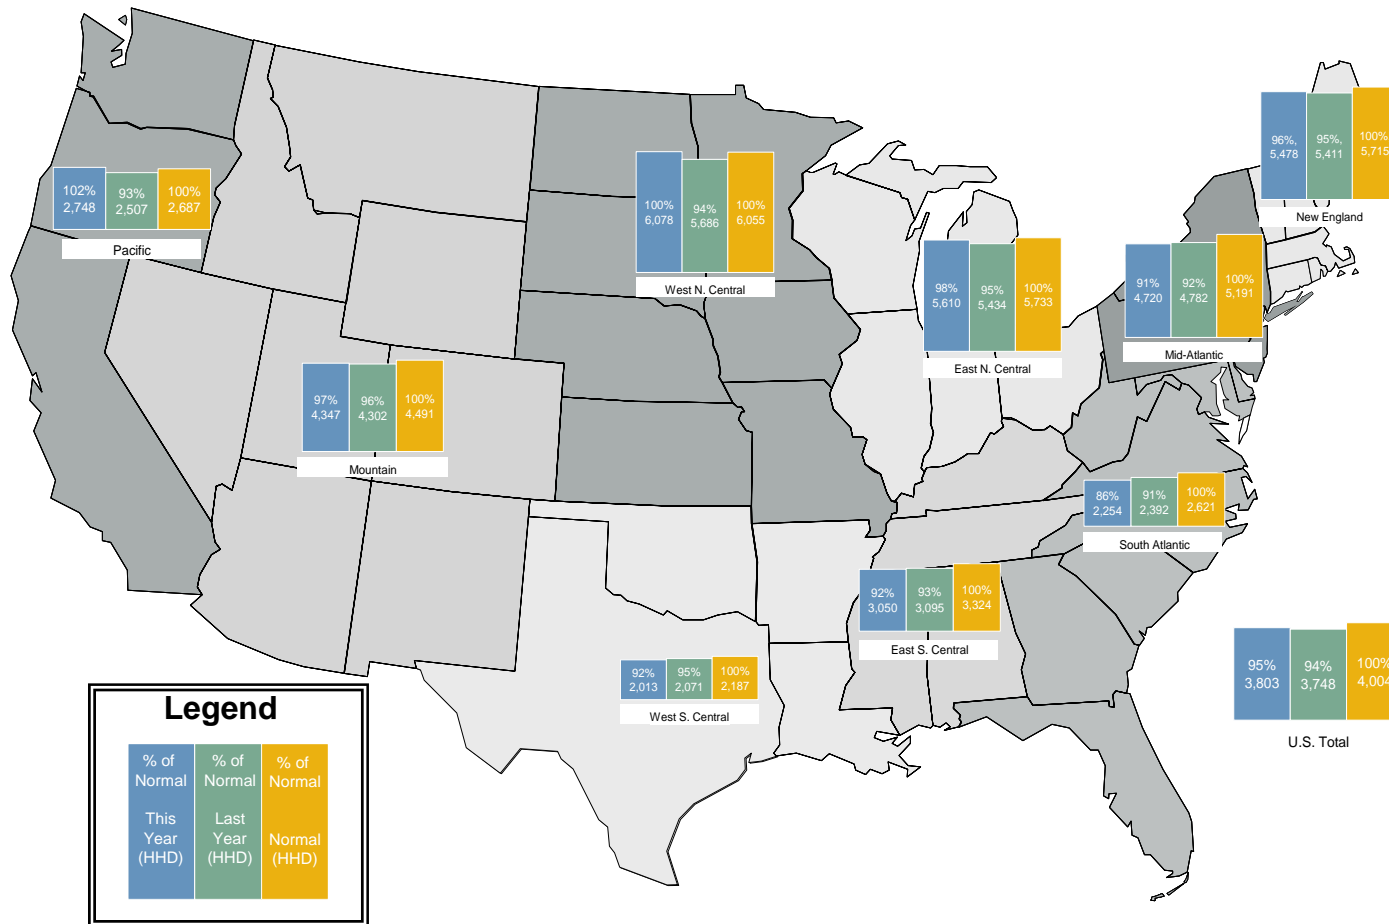 96%,
5,478
95%,
5,411
100%
5,715
New England
102%
2,748
93%
2,507
100%
2,687
Pacific
100%
6,078
94%
5,686
100%
6,055
West N. Central
98%
5,610
95%
5,434
100%
5,733
East N. Central
91%
4,720
92%
4,782
100%
5,191
Mid-Atlantic
97%
4,347
96%
4,302
100%
4,491
Mountain
86%
2,254
91%
2,392
100%
2,621
South Atlantic
92%
3,050
93%
3,095
100%
3,324
East S. Central
92%
2,013
95%
2,071
100%
2,187
West S. Central
95%
3,803
94%
3,748
100%
4,004
U.S. Total
Legend
% of
Normal
This
Year
(HHD)
% of
Normal
Last
Year
(HHD)
% of
Normal
Normal
(HHD)